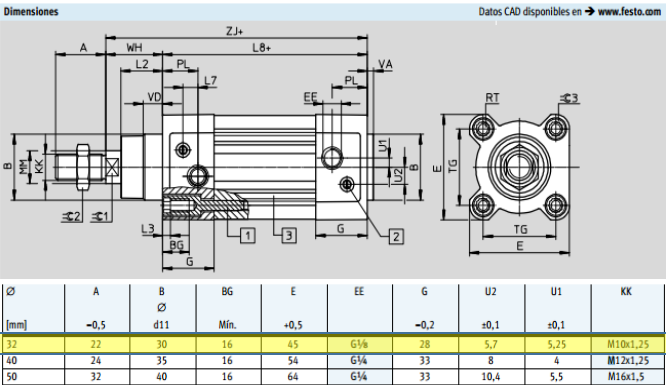 Dimensiones Datos CAD disponibles en → www.festo.com
ZJ+
A WH L8+
L2 PL VA
VD L7 EE PL RT ⌀3
B MM KK U1 U2 B E TG
⌀2 ⌀1
L3 1 3 G 2 TG
BG E
G
Ø A B BG E EE G U2 U1 KK
Ø
[mm] -0,5 d11 Mín. +0,5 -0,2 ±0,1 ±0,1
32 22 30 16 45 G⅛ 28 5,7 5,25 M10x1,25
40 24 35 16 54 G¼ 33 8 4 M12x1,25
50 32 40 16 64 G¼ 33 10,4 5,5 M16x1,5